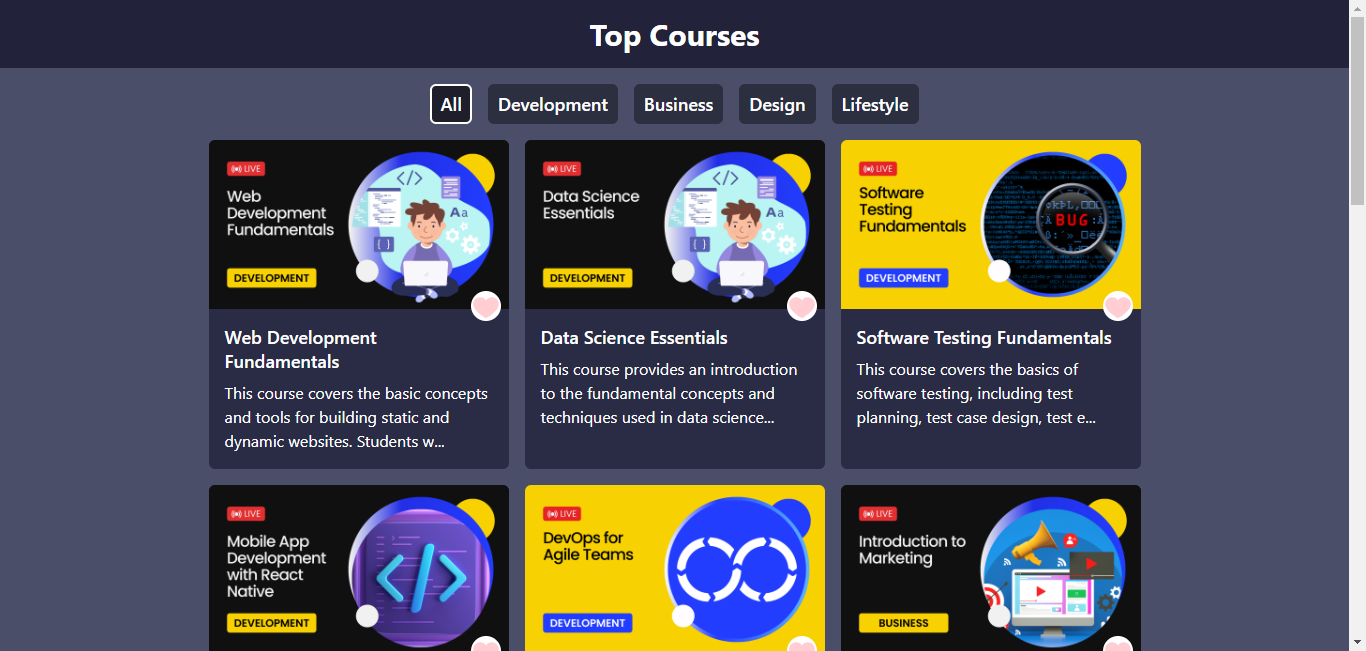 Top Courses
All Development Business Design Lifestyle
LIVE
Web
Development
Fundamentals
</>
Aa
{ }
DEVELOPMENT
Web Development
Fundamentals
This course covers the basic concepts
and tools for building static and
dynamic websites. Students w...
LIVE
Data Science
Essentials
</>
Aa
{ }
DEVELOPMENT
Data Science Essentials
This course provides an introduction
to the fundamental concepts and
techniques used in data science...
LIVE
Software
Testing
Fundamentals
BUG
DEVELOPMENT
Software Testing Fundamentals
This course covers the basics of
software testing, including test
planning, test case design, test e...
LIVE
Mobile App
Development
with React
Native
DEVELOPMENT
LIVE
DevOps for
Agile Teams
DEVELOPMENT
LIVE
Introduction to
Marketing
BUSINESS